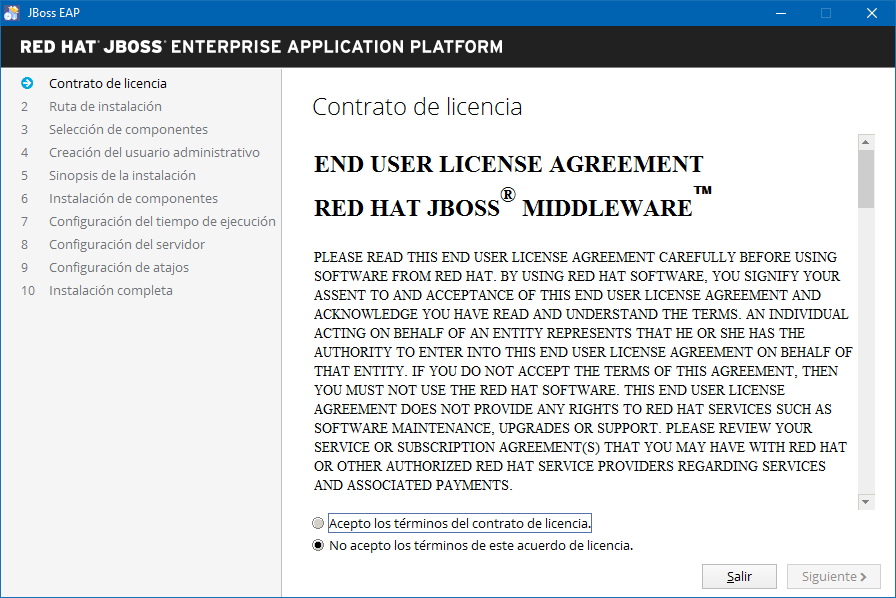 JBoss EAP
RED HAT® JBOSS® ENTERPRISE APPLICATION PLATFORM
Contrato de licencia
2 Ruta de instalación
3 Selección de componentes
4 Creación del usuario administrativo
5 Sinopsis de la instalación
6 Instalación de componentes
7 Configuración del tiempo de ejecución
8 Configuración del servidor
9 Configuración de atajos
10 Instalación completa
Contrato de licencia
END USER LICENSE AGREEMENT
RED HAT JBOSS® MIDDLEWARE™
PLEASE READ THIS END USER LICENSE AGREEMENT CAREFULLY BEFORE USING
SOFTWARE FROM RED HAT. BY USING RED HAT SOFTWARE, YOU SIGNIFY YOUR
ASSENT TO AND ACCEPTANCE OF THIS END USER LICENSE AGREEMENT AND
ACKNOWLEDGE YOU HAVE READ AND UNDERSTAND THE TERMS. AN INDIVIDUAL
ACTING ON BEHALF OF AN ENTITY REPRESENTS THAT HE OR SHE HAS THE
AUTHORITY TO ENTER INTO THIS END USER LICENSE AGREEMENT ON BEHALF OF
THAT ENTITY. IF YOU DO NOT ACCEPT THE TERMS OF THIS AGREEMENT, THEN
YOU MUST NOT USE THE RED HAT SOFTWARE. THIS END USER LICENSE
AGREEMENT DOES NOT PROVIDE ANY RIGHTS TO RED HAT SERVICES SUCH AS
SOFTWARE MAINTENANCE, UPGRADES OR SUPPORT. PLEASE REVIEW YOUR
SERVICE OR SUBSCRIPTION AGREEMENT(S) THAT YOU MAY HAVE WITH RED HAT
OR OTHER AUTHORIZED RED HAT SERVICE PROVIDERS REGARDING SERVICES
AND ASSOCIATED PAYMENTS.
Acepto los términos del contrato de licencia.
No acepto los términos de este acuerdo de licencia.
Salir
Siguiente